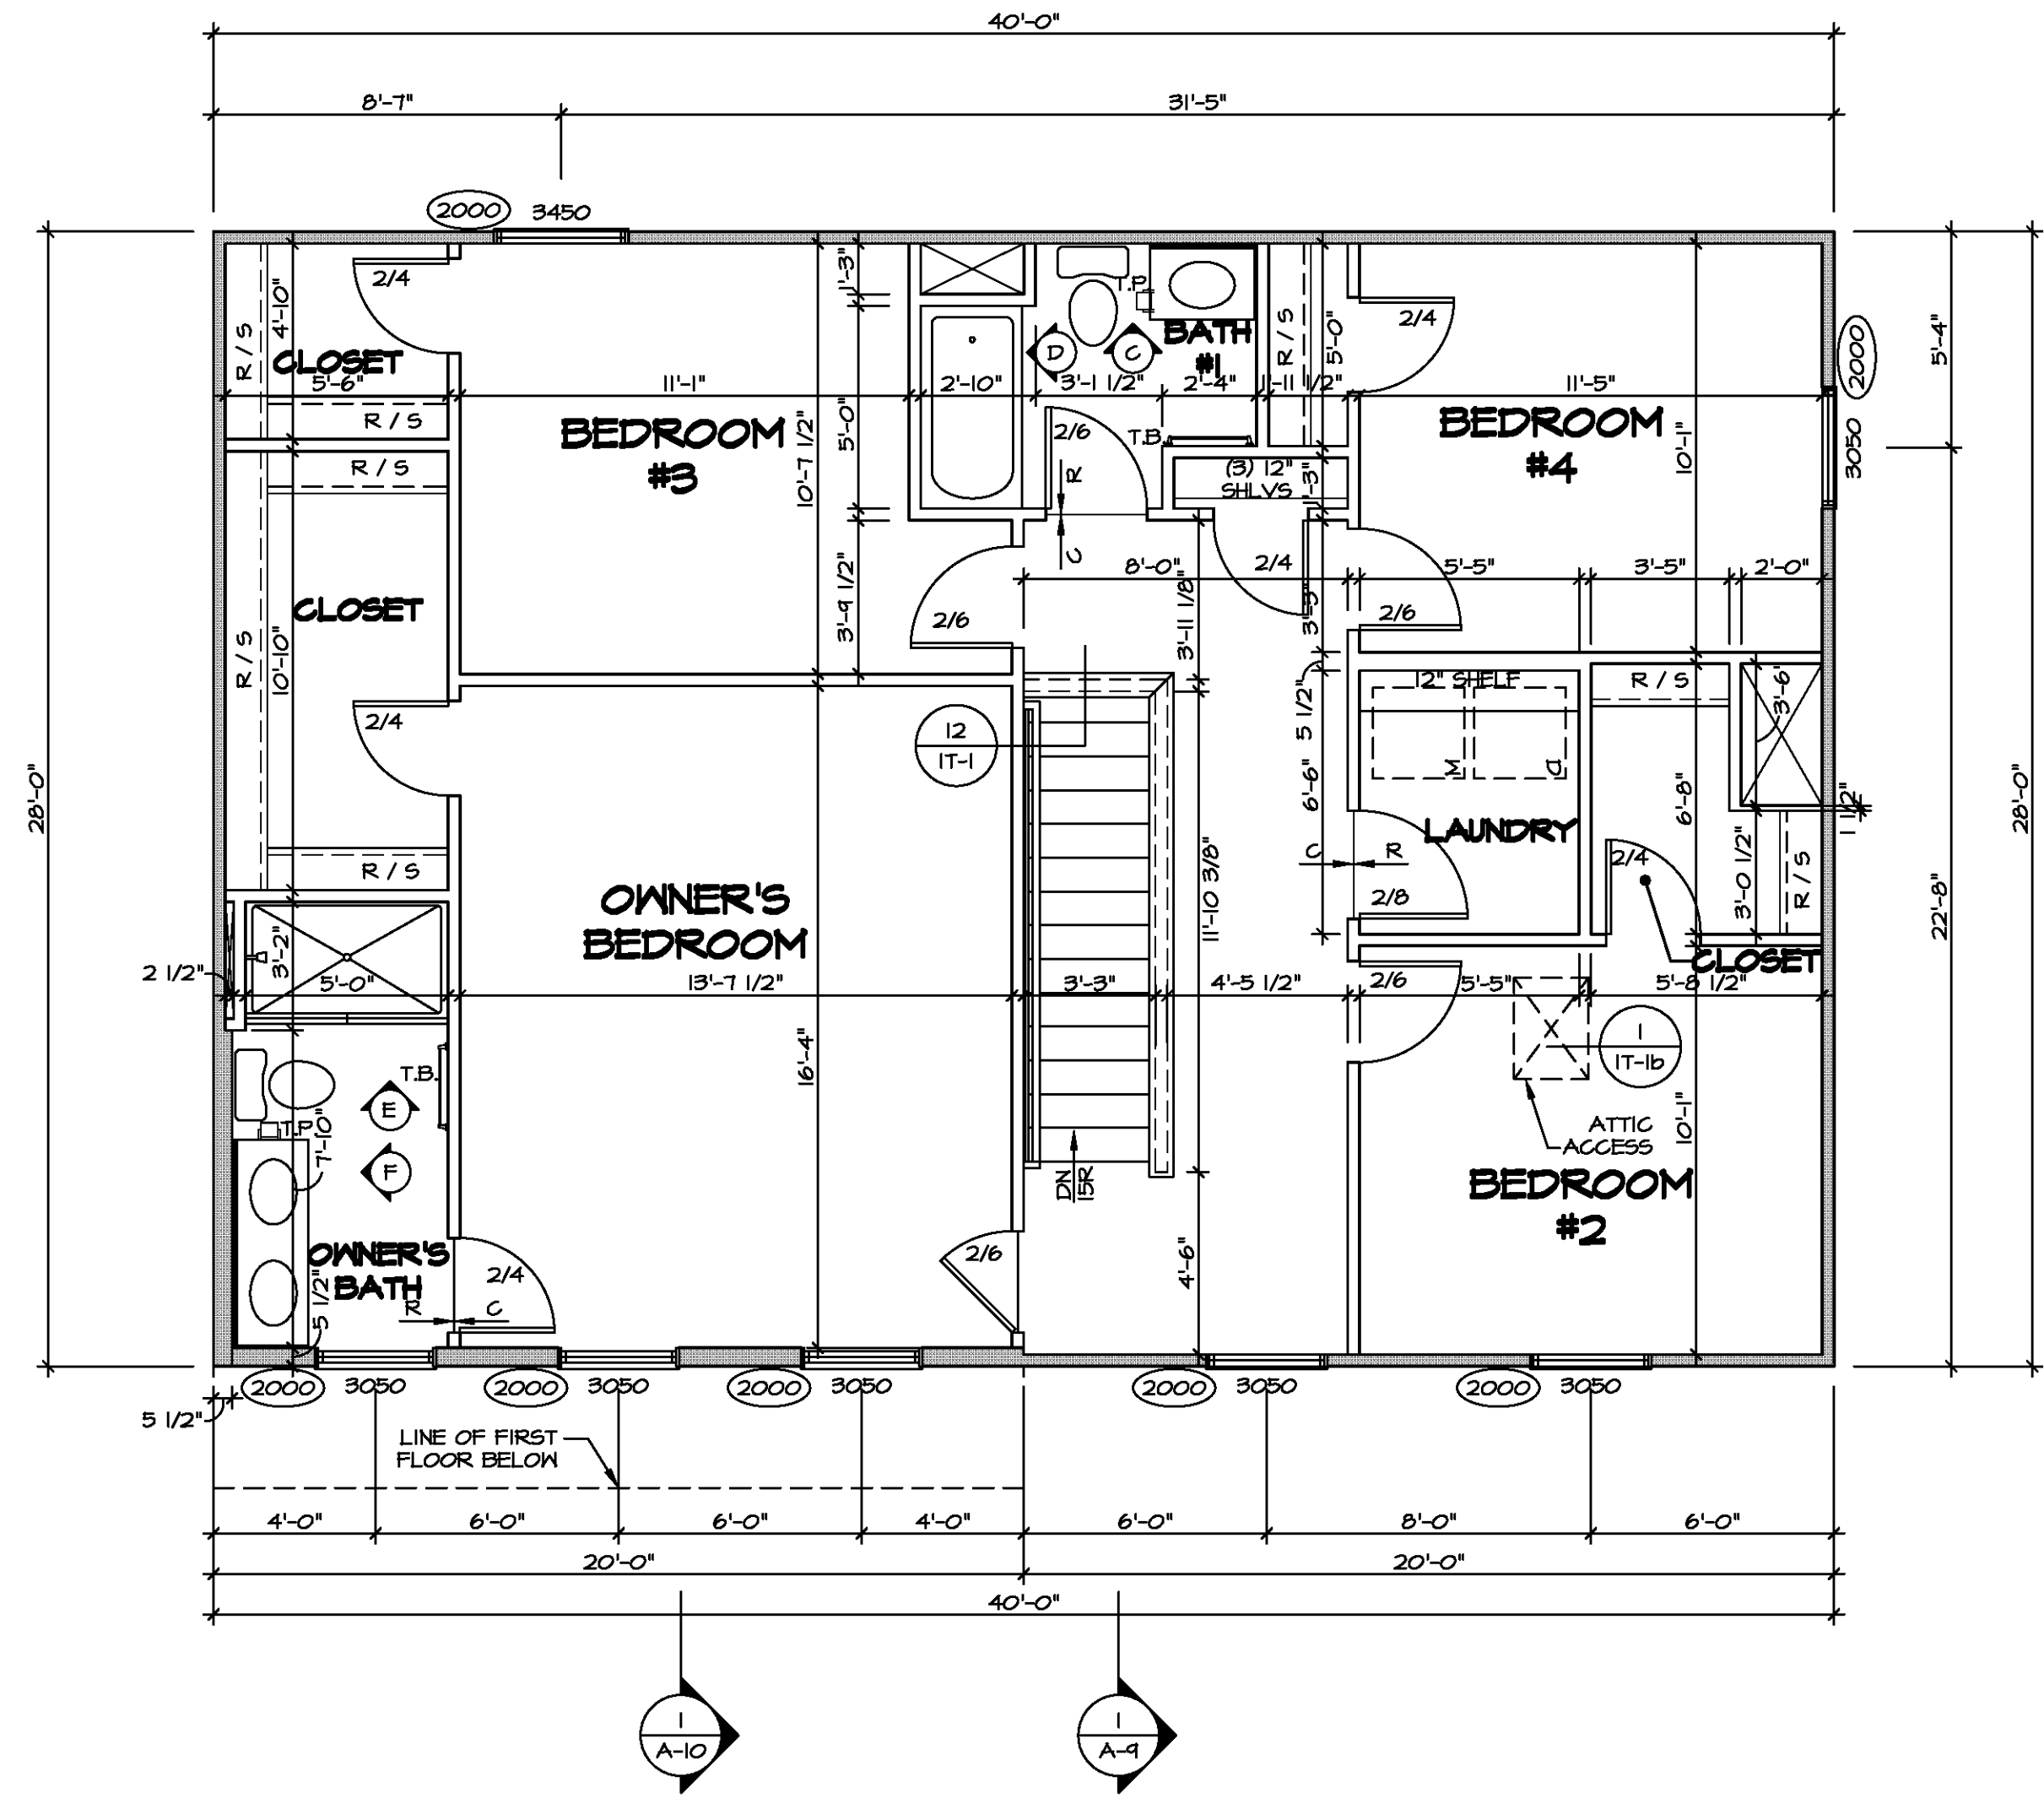 40'-0"
8'-7"
31'-5"
2000
3450
2/4
4'-10"
R / S
CLOSET
5'-6"
R / S
11'-1"
BEDROOM
#3
10'-7 1/2"
1'-3"
5'-0"
3'-9 1/2"
2'-10"
D
C
T.P.
BATH
#1
3'-1 1/2"
2'-4"
1'-11 1/2"
R / S
5'-0"
2/4
11'-5"
BEDROOM
#4
10'-1"
2000
3050
5'-4"
2/6
T.B.
R
C
(3) 12"
SHLVS
1'-3"
R / S
CLOSET
R / S
10'-10"
2/4
R / S
2/6
8'-0"
2/4
3'-11 1/8"
3'-3"
2/6
5'-5"
3'-5"
2'-0"
28'-0"
12
1T-1
5 1/2"
6'-6"
12" SHELF
W
D
LAUNDRY
C
R
2/8
R / S
3'-6"
6'-8"
1 1/2"
28'-0"
2/4
3'-0 1/2"
R / S
CLOSET
22'-8"
OWNER'S
BEDROOM
11'-10 3/8"
2 1/2"
3'-2"
5'-0"
13'-7 1/2"
3'-3"
4'-5 1/2"
2/6
5'-5"
5'-8 1/2"
16'-4"
X
1
1T-1b
ATTIC
ACCESS
10'-1"
BEDROOM
#2
T.B.
E
T.P.
7'-10"
F
DN
15R
OWNER'S
BATH
5 1/2"
R
C
2/4
2/6
4'-6"
2000
3050
2000
3050
2000
3050
2000
3050
2000
3050
5 1/2"
LINE OF FIRST
FLOOR BELOW
4'-0"
6'-0"
6'-0"
4'-0"
6'-0"
8'-0"
6'-0"
20'-0"
20'-0"
40'-0"
1
A-10
1
A-9